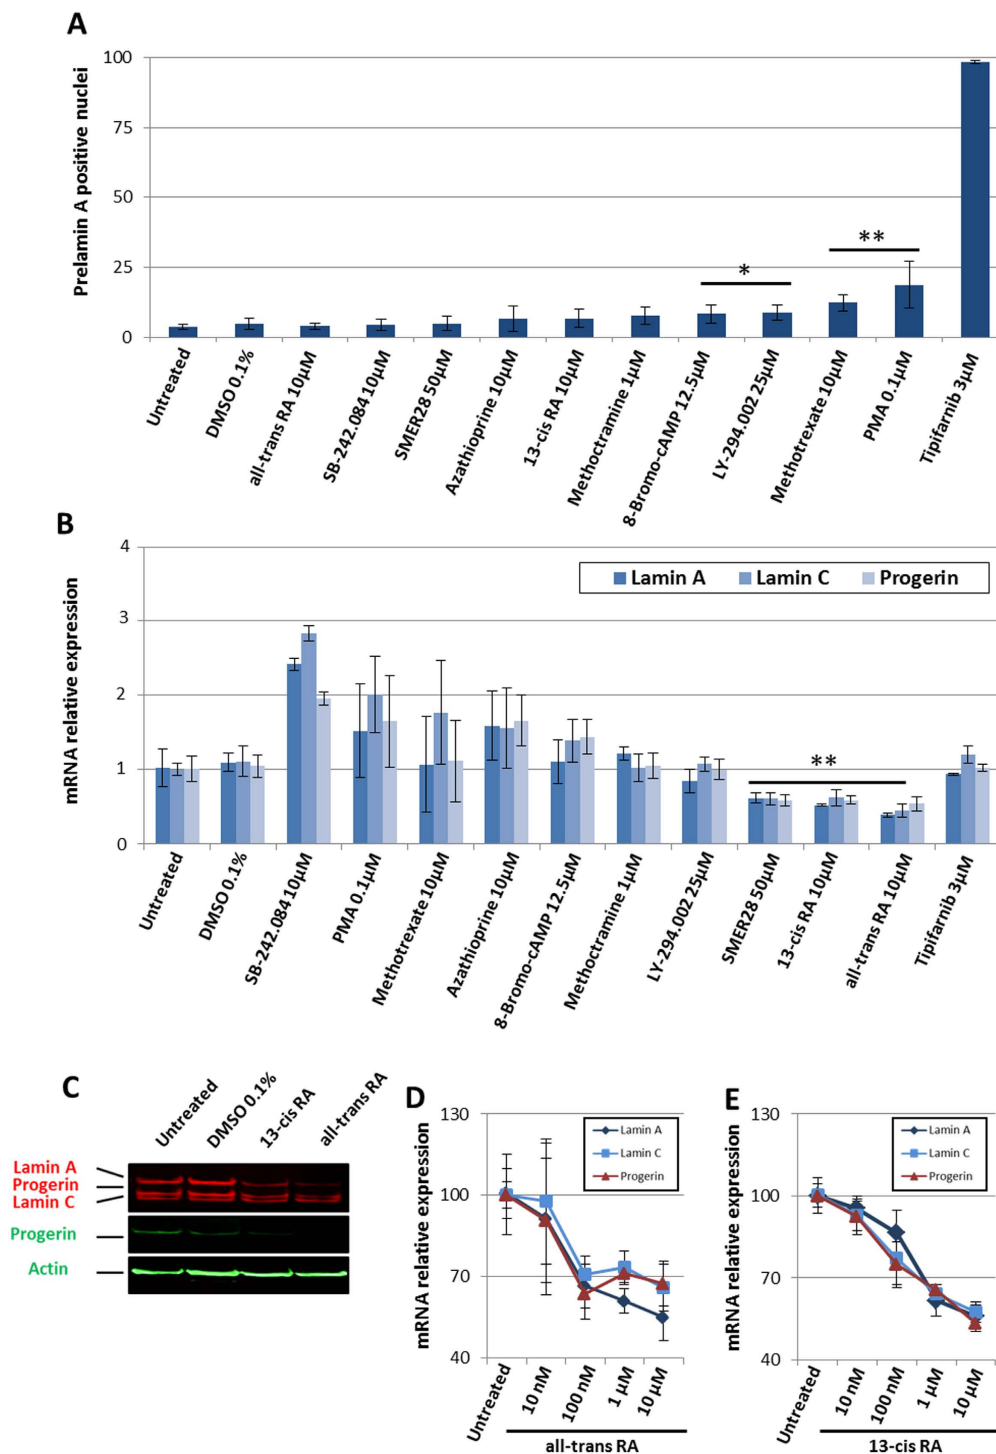 A
Prelamin A positive nuclei
100
75
50
25
0
*
**
Untreated
DMSO 0.1%
all-trans RA 10µM
SB-242.084 10µM
SMER28 50µM
Azathioprine 10µM
13-cis RA 10µM
Methoctramine 1µM
8-Bromo-cAMP 12.5µM
LY-294.002 25µM
Methotrexate 10µM
PMA 0.1µM
Tipifarnib 3µM
B
mRNA relative expression
4
3
2
1
0
Lamin A Lamin C Progerin
**
Untreated
DMSO 0.1%
SB-242.084 10µM
PMA 0.1µM
Methotrexate 10µM
Azathioprine 10µM
8-Bromo-cAMP 12.5µM
Methoctramine 1µM
LY-294.002 25µM
SMER28 50µM
13-cis RA 10µM
all-trans RA 10µM
Tipifarnib 3µM
C
Untreated
DMSO 0.1%
13-cis RA
all-trans RA
Lamin A
Progerin
Lamin C
Progerin
Actin
D
mRNA relative expression
130
100
70
40
Lamin A
Lamin C
Progerin
Untreated
10 nM
100 nM
1 µM
10 µM
all-trans RA
E
mRNA relative expression
130
100
70
40
Lamin A
Lamin C
Progerin
Untreated
10 nM
100 nM
1 µM
10 µM
13-cis RA